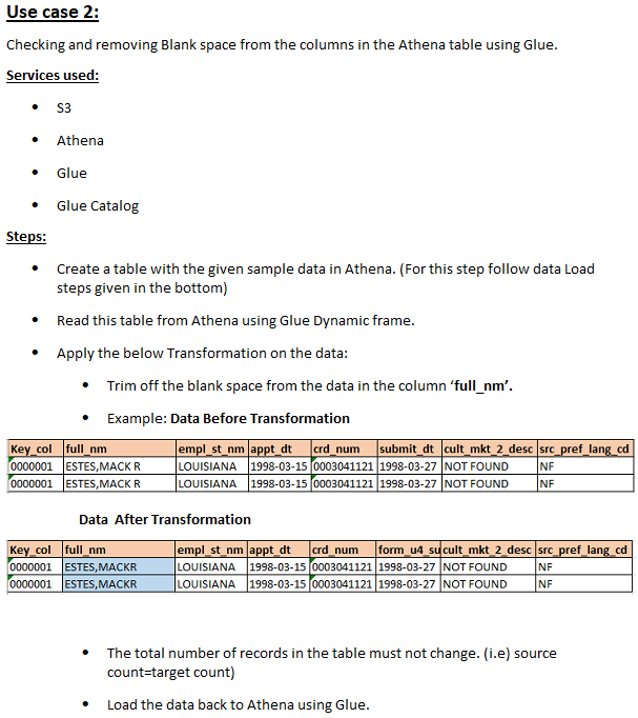 Use case 2:
Checking and removing Blank space from the columns in the Athena table using Glue.
Services used:
• S3
• Athena
• Glue
• Glue Catalog
Steps:
• Create a table with the given sample data in Athena. (For this step follow data Load
steps given in the bottom)
• Read this table from Athena using Glue Dynamic frame.
• Apply the below Transformation on the data:
• Trim off the blank space from the data in the column ‘full_nm’.
• Example: Data Before Transformation
Key_col full_nm empl_st_nm appt_dt crd_num submit_dt cult_mkt_2_desc src_pref_lang_cd
0000001 ESTES,MACK R LOUISIANA 1998-03-15 0003041121 1998-03-27 NOT FOUND NF
0000001 ESTES,MACK R LOUISIANA 1998-03-15 0003041121 1998-03-27 NOT FOUND NF
Data After Transformation
Key_col full_nm empl_st_nm appt_dt crd_num form_u4_su cult_mkt_2_desc src_pref_lang_cd
0000001 ESTES,MACKR LOUISIANA 1998-03-15 0003041121 1998-03-27 NOT FOUND NF
0000001 ESTES,MACKR LOUISIANA 1998-03-15 0003041121 1998-03-27 NOT FOUND NF
• The total number of records in the table must not change. (i.e) source
count=target count)
• Load the data back to Athena using Glue.